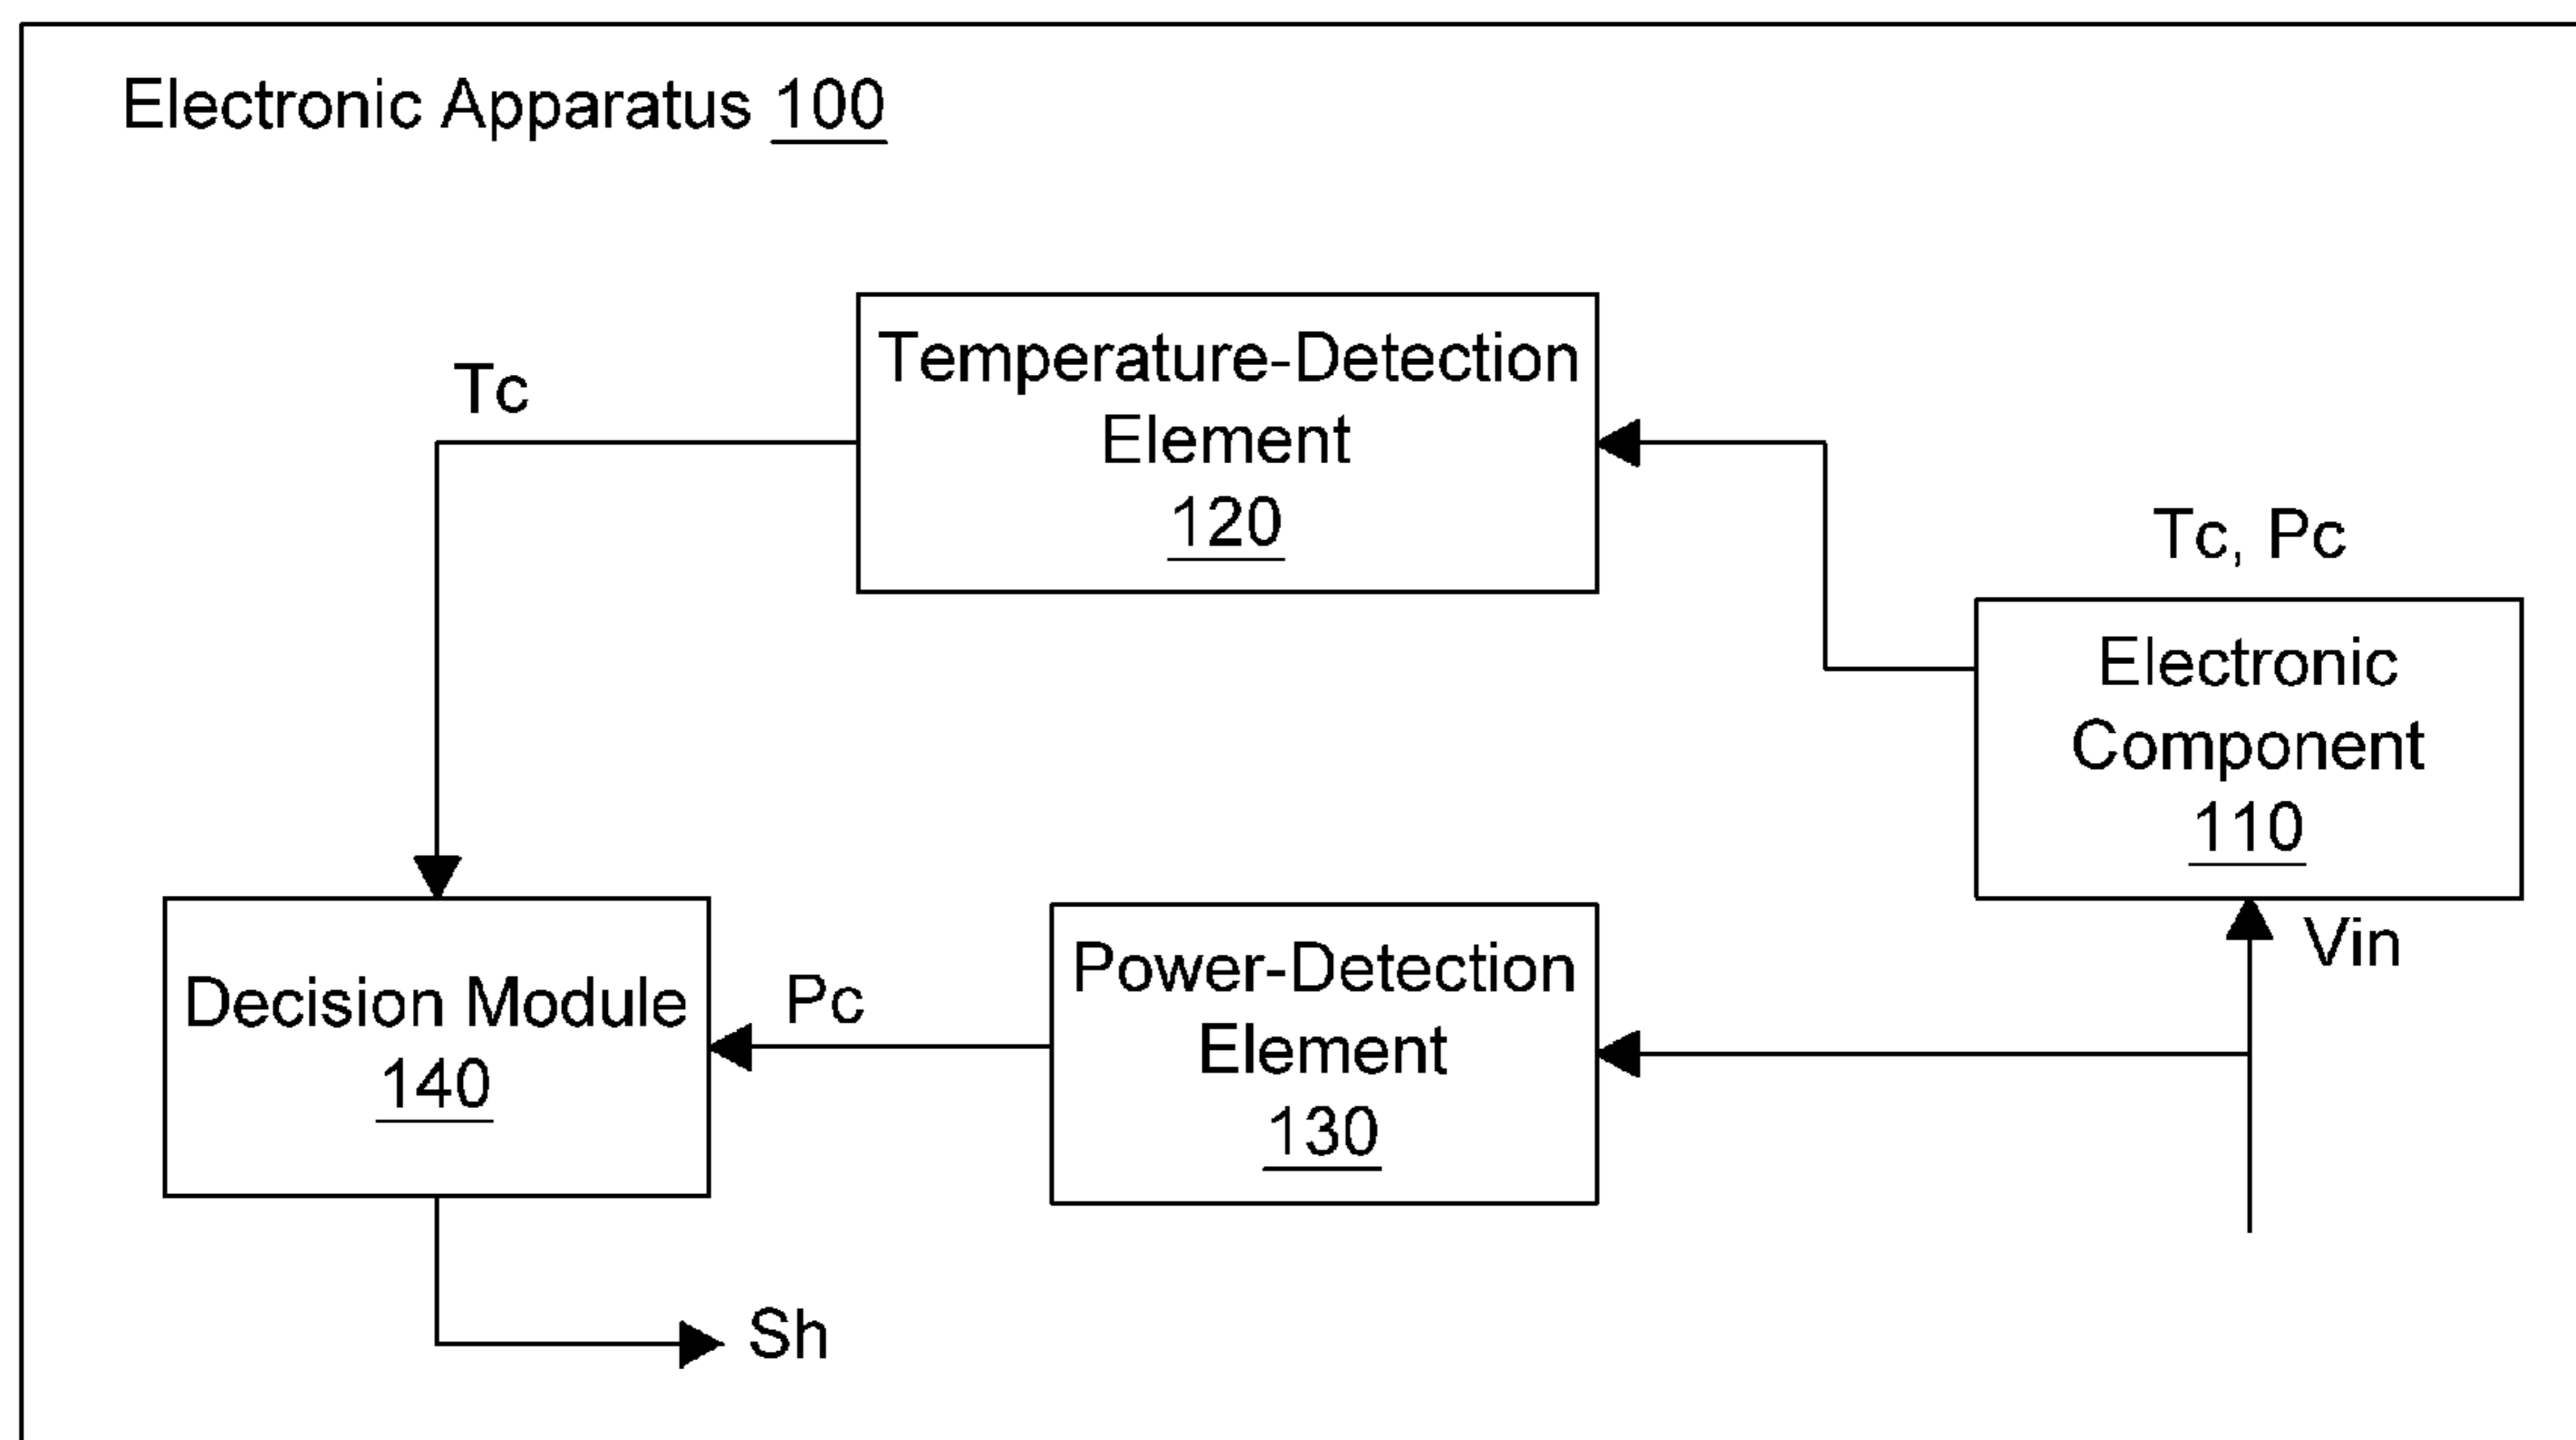 Electronic Apparatus 100
Temperature-Detection
Element
120
Tc
Tc, Pc
Electronic
Component
110
Vin
Power-Detection
Element
130
Pc
Decision Module
140
Sh